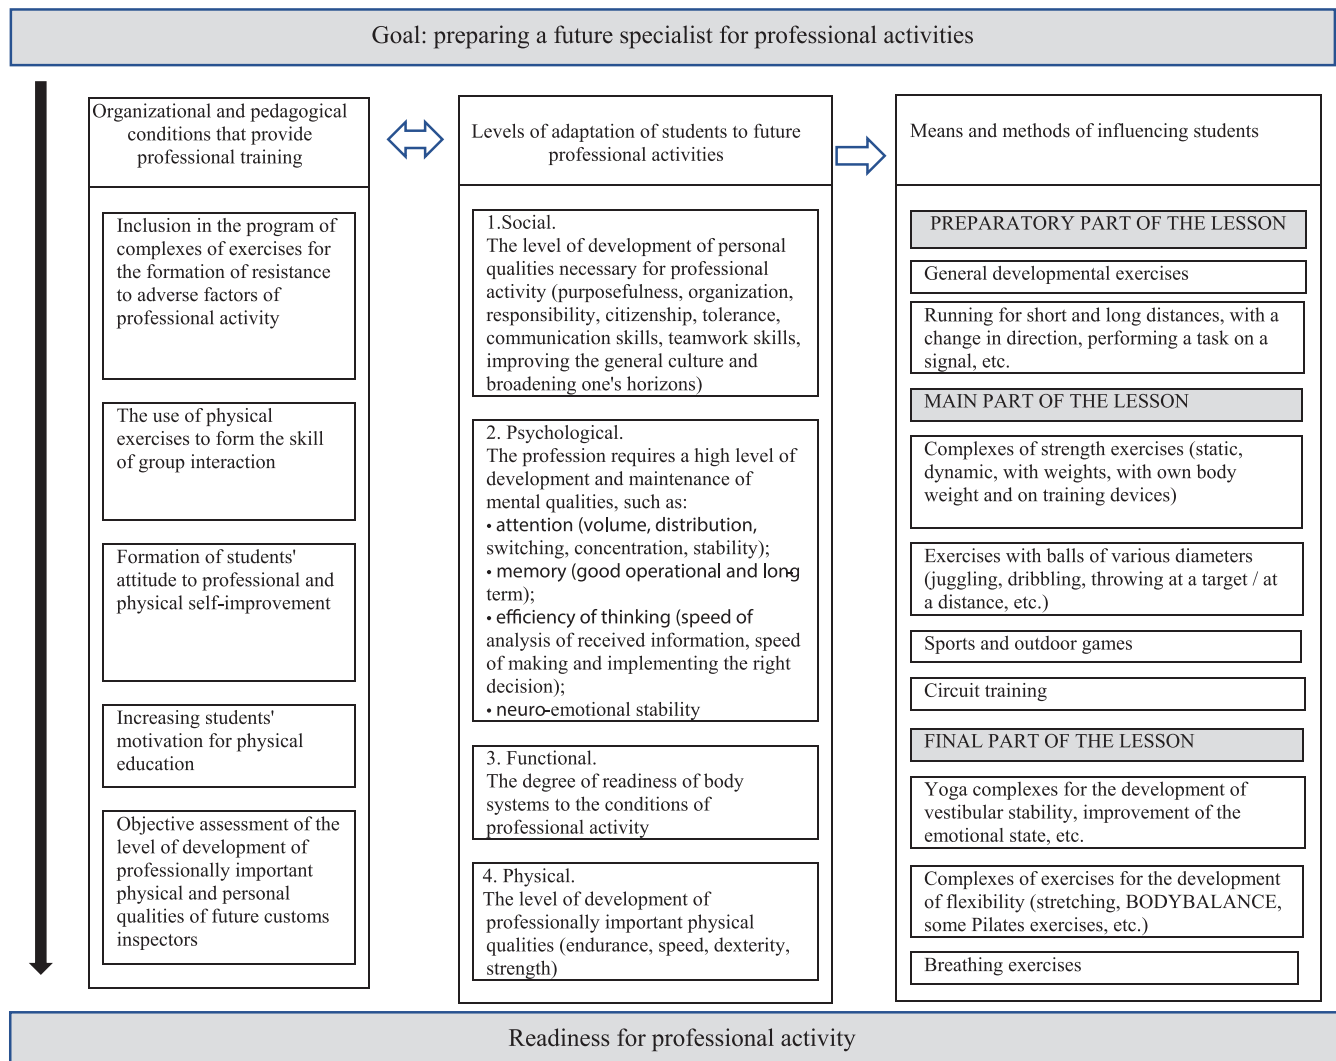 Goal: preparing a future specialist for professional activities
Organizational and pedagogical
conditions that provide
professional training
Inclusion in the program of
complexes of exercises for
the formation of resistance
to adverse factors of
professional activity
The use of physical
exercises to form the skill
of group interaction
Formation of students'
attitude to professional and
physical self-improvement
Increasing students'
motivation for physical
education
Objective assessment of the
level of development of
professionally important
physical and personal
qualities of future customs
inspectors
Levels of adaptation of students to future
professional activities
1.Social.
The level of development of personal
qualities necessary for professional
activity (purposefulness, organization,
responsibility, citizenship, tolerance,
communication skills, teamwork skills,
improving the general culture and
broadening one's horizons)
2. Psychological.
The profession requires a high level of
development and maintenance of
mental qualities, such as:
• attention (volume, distribution,
switching, concentration, stability);
• memory (good operational and long-
term);
• efficiency of thinking (speed of
analysis of received information, speed
of making and implementing the right
decision);
• neuro-emotional stability
3. Functional.
The degree of readiness of body
systems to the conditions of
professional activity
4. Physical.
The level of development of
professionally important physical
qualities (endurance, speed, dexterity,
strength)
Means and methods of influencing students
PREPARATORY PART OF THE LESSON
General developmental exercises
Running for short and long distances, with a
change in direction, performing a task on a
signal, etc.
MAIN PART OF THE LESSON
Complexes of strength exercises (static,
dynamic, with weights, with own body
weight and on training devices)
Exercises with balls of various diameters
(juggling, dribbling, throwing at a target / at
a distance, etc.)
Sports and outdoor games
Circuit training
FINAL PART OF THE LESSON
Yoga complexes for the development of
vestibular stability, improvement of the
emotional state, etc.
Complexes of exercises for the development
of flexibility (stretching, BODYBALANCE,
some Pilates exercises, etc.)
Breathing exercises
Readiness for professional activity